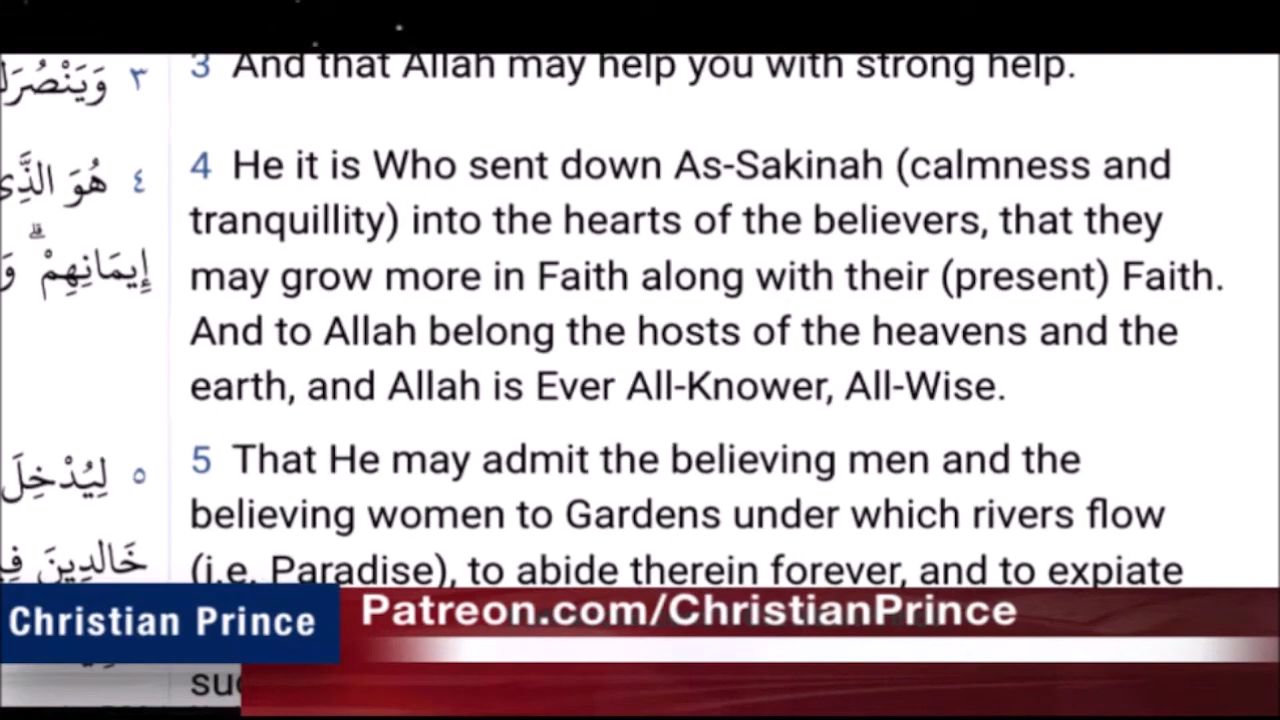 3 And that Allah may help you with strong help.
٣ وَيَنْصُرَكَ
4 He it is Who sent down As-Sakinah (calmness and
tranquillity) into the hearts of the believers, that they
may grow more in Faith along with their (present) Faith.
And to Allah belong the hosts of the heavens and the
earth, and Allah is Ever All-Knower, All-Wise.
٤ هُوَ الَّذِي
إِيمَانِهِمْ ۗ وَ
5 That He may admit the believing men and the
believing women to Gardens under which rivers flow
(i.e. Paradise), to abide therein forever, and to expiate
٥ لِيُدْخِلَ
خَالِدِينَ فِي
Christian Prince
Patreon.com/ChristianPrince